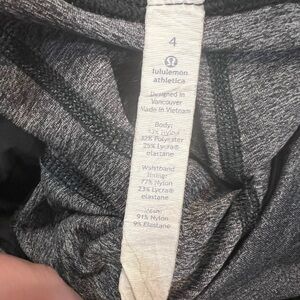 4
lululemon
athletica
Designed in
Vancouver
Made in Vietnam
Body:
Nylon
32% Polyester
25% Lycra®
elastane
Waistband
lining:
77% Nylon
23% Lycra®
elastane
91% Nylon
9% Elastane